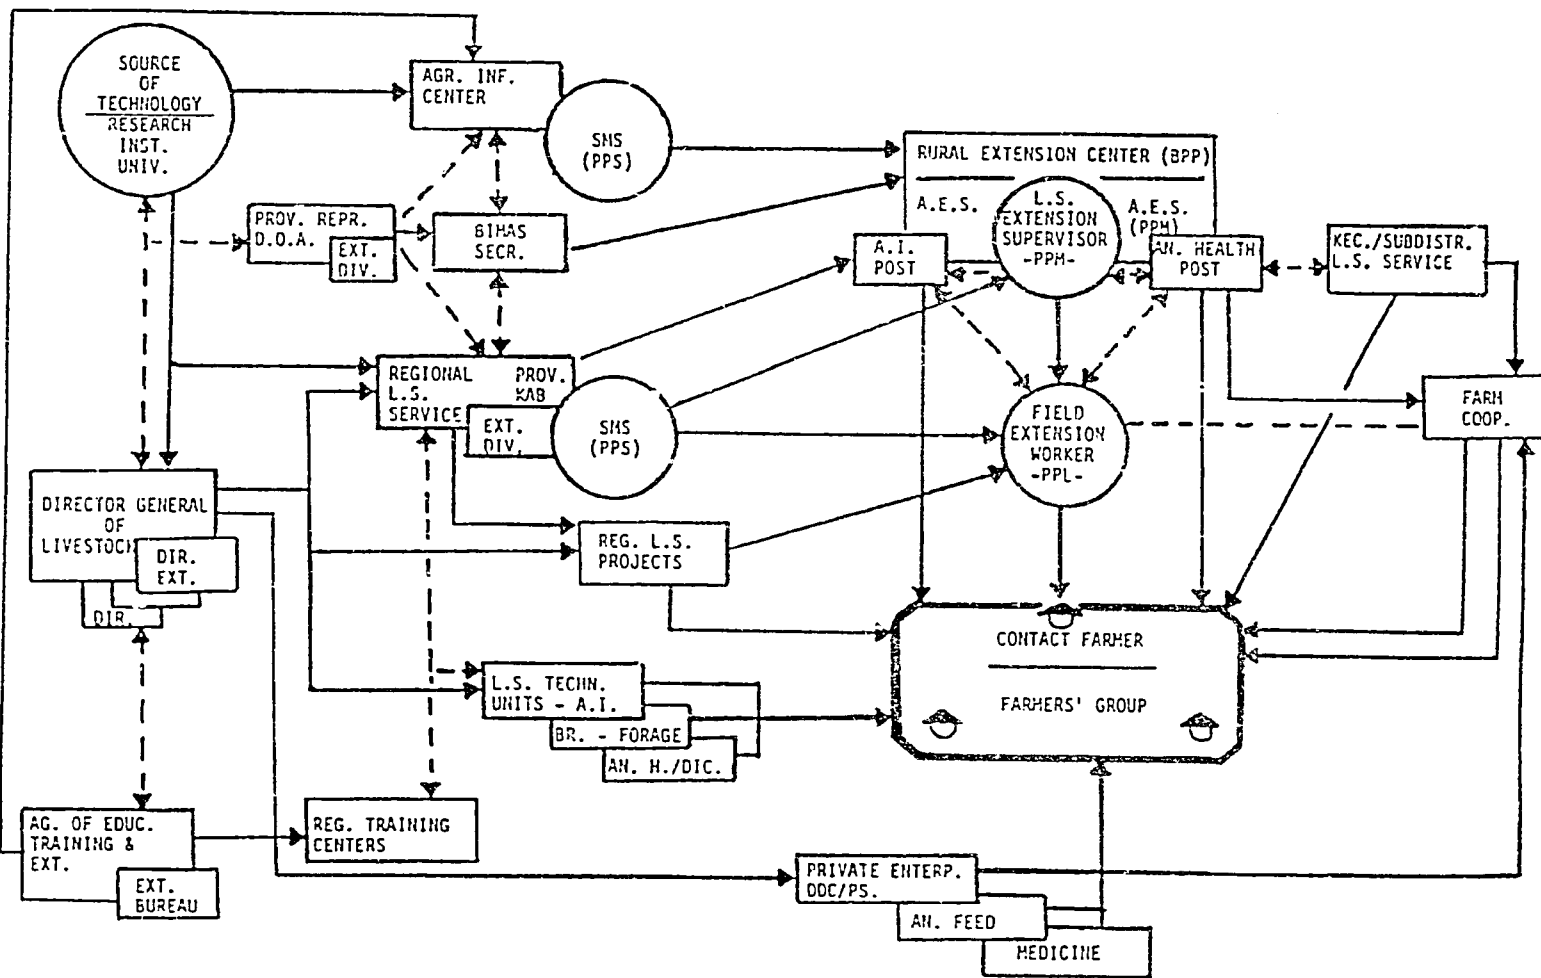 SOURCE
OF
TECHNOLOGY
RESEARCH
INST.
UNIV.
AGR. INF.
CENTER
SMS
(PPS)
PROV. REPR.
D.O.A.
EXT.
DIV.
BIMAS
SECR.
RURAL EXTENSION CENTER (BPP)
A.E.S.
L.S.
EXTENSION
SUPERVISOR
-PPM-
A.E.S.
(PPM)
A.I.
POST
AN. HEALTH
POST
KEC./SUBDISTR.
L.S. SERVICE
REGIONAL PROV.
L.S. KAB
SERVICE
EXT.
DIV.
SMS
(PPS)
FIELD
EXTENSION
WORKER
-PPL-
FARM
COOP.
DIRECTOR GENERAL
OF
LIVESTOCK
DIR.
EXT.
DIR.
REG. L.S.
PROJECTS
CONTACT FARMER
FARMERS' GROUP
L.S. TECHN.
UNITS - A.I.
BR. - FORAGE
AN. H./DIC.
AG. OF EDUC.
TRAINING &
EXT.
EXT.
BUREAU
REG. TRAINING
CENTERS
PRIVATE ENTERP.
DDC/PS.
AN. FEED
MEDICINE